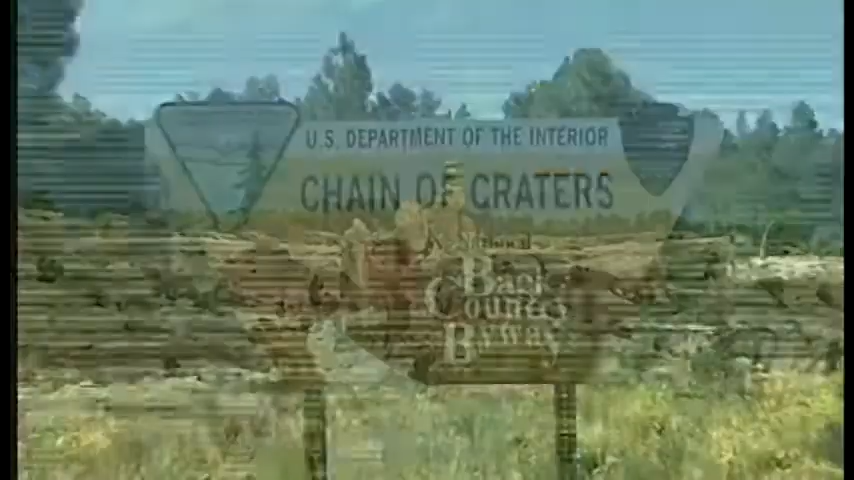 U.S. DEPARTMENT OF THE INTERIOR
CHAIN OF CRATERS
National
Back
Country
Byway